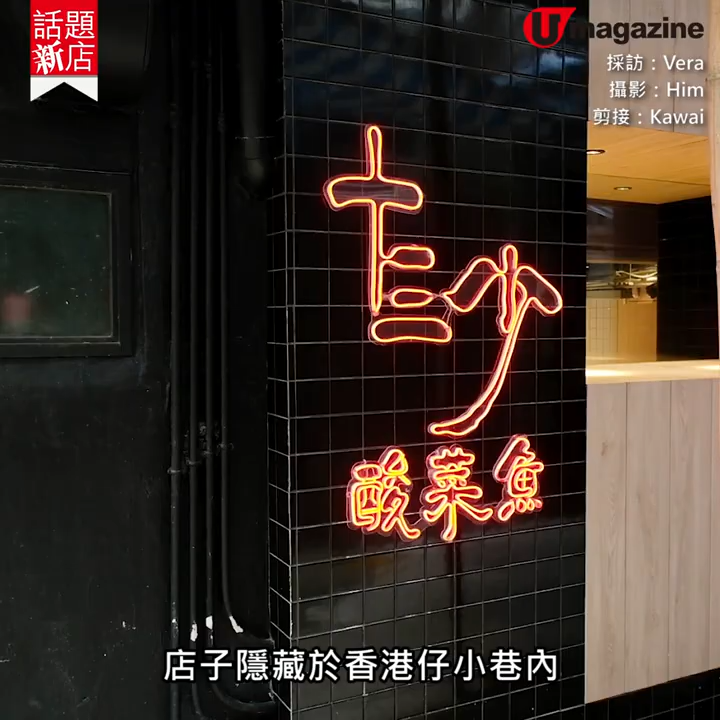 話題
新店
U magazine
採訪：Vera
攝影：Him
剪接：Kawai
十二少
酸菜魚
店子隱藏於香港仔小巷內